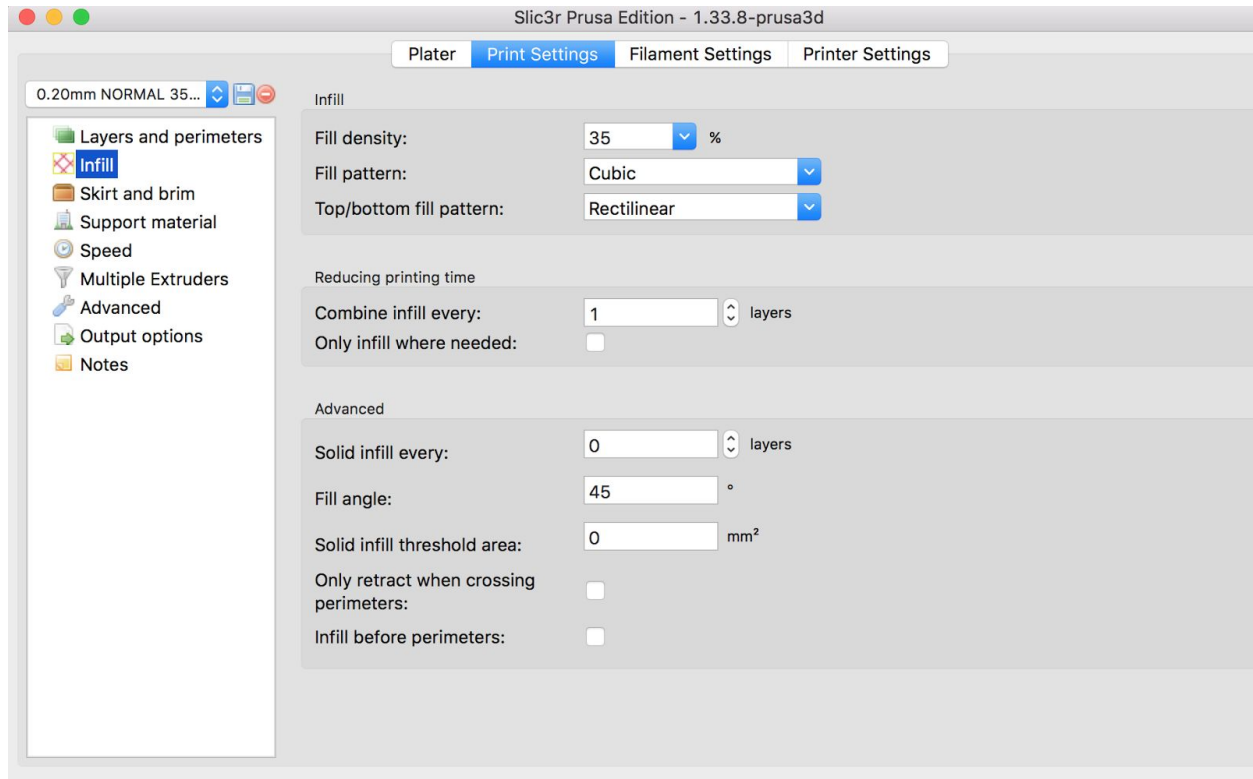 Slic3r Prusa Edition - 1.33.8-prusa3d
Plater Print Settings Filament Settings Printer Settings
0.20mm NORMAL 35...
Layers and perimeters
Infill
Skirt and brim
Support material
Speed
Multiple Extruders
Advanced
Output options
Notes
Infill
Fill density: 35 %
Fill pattern: Cubic
Top/bottom fill pattern: Rectilinear
Reducing printing time
Combine infill every: 1 layers
Only infill where needed:
Advanced
Solid infill every: 0 layers
Fill angle: 45 °
Solid infill threshold area: 0 mm²
Only retract when crossing
perimeters:
Infill before perimeters: